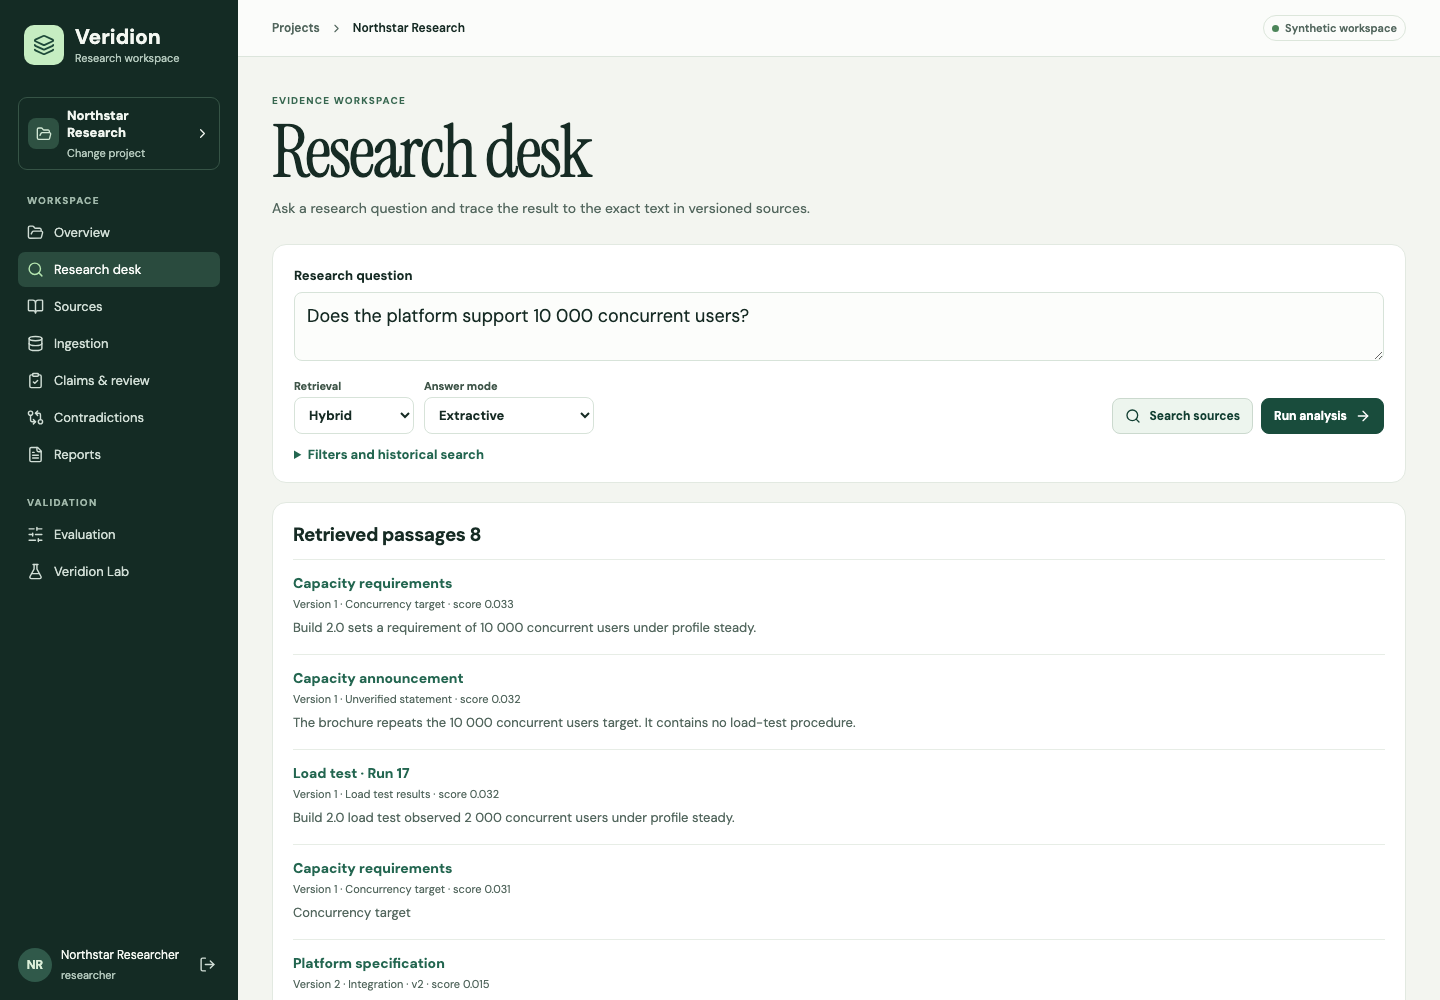 Veridion
Research workspace
Northstar
Research
Change project
WORKSPACE
Overview
Research desk
Sources
Ingestion
Claims & review
Contradictions
Reports
VALIDATION
Evaluation
Veridion Lab
NR
Northstar Researcher
researcher
Projects > Northstar Research
Synthetic workspace
EVIDENCE WORKSPACE
Research desk
Ask a research question and trace the result to the exact text in versioned sources.
Research question
Does the platform support 10 000 concurrent users?
Retrieval
Answer mode
Hybrid
Extractive
Search sources
Run analysis
Filters and historical search
Retrieved passages 8
Capacity requirements
Version 1 · Concurrency target · score 0.033
Build 2.0 sets a requirement of 10 000 concurrent users under profile steady.
Capacity announcement
Version 1 · Unverified statement · score 0.032
The brochure repeats the 10 000 concurrent users target. It contains no load-test procedure.
Load test · Run 17
Version 1 · Load test results · score 0.032
Build 2.0 load test observed 2 000 concurrent users under profile steady.
Capacity requirements
Version 1 · Concurrency target · score 0.031
Concurrency target
Platform specification
Version 2 · Integration · v2 · score 0.015